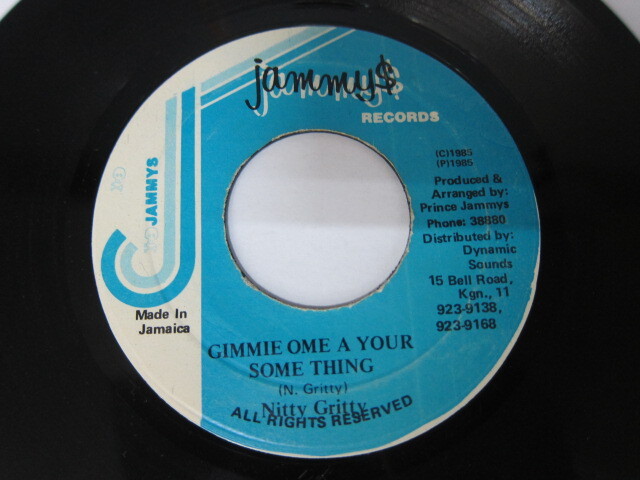 jammy$
RECORDS
(C)1985
(P)1985
Produced &
Arranged by:
Prince Jammys
Phone: 38880
Distributed by:
Dynamic
Sounds
15 Bell Road,
Kgn., 11
923-9138,
923-9168
JAMMYS
Made In
Jamaica
GIMMIE OME A YOUR
SOME THING
(N. Gritty)
Nitty Gritty
ALL RIGHTS RESERVED